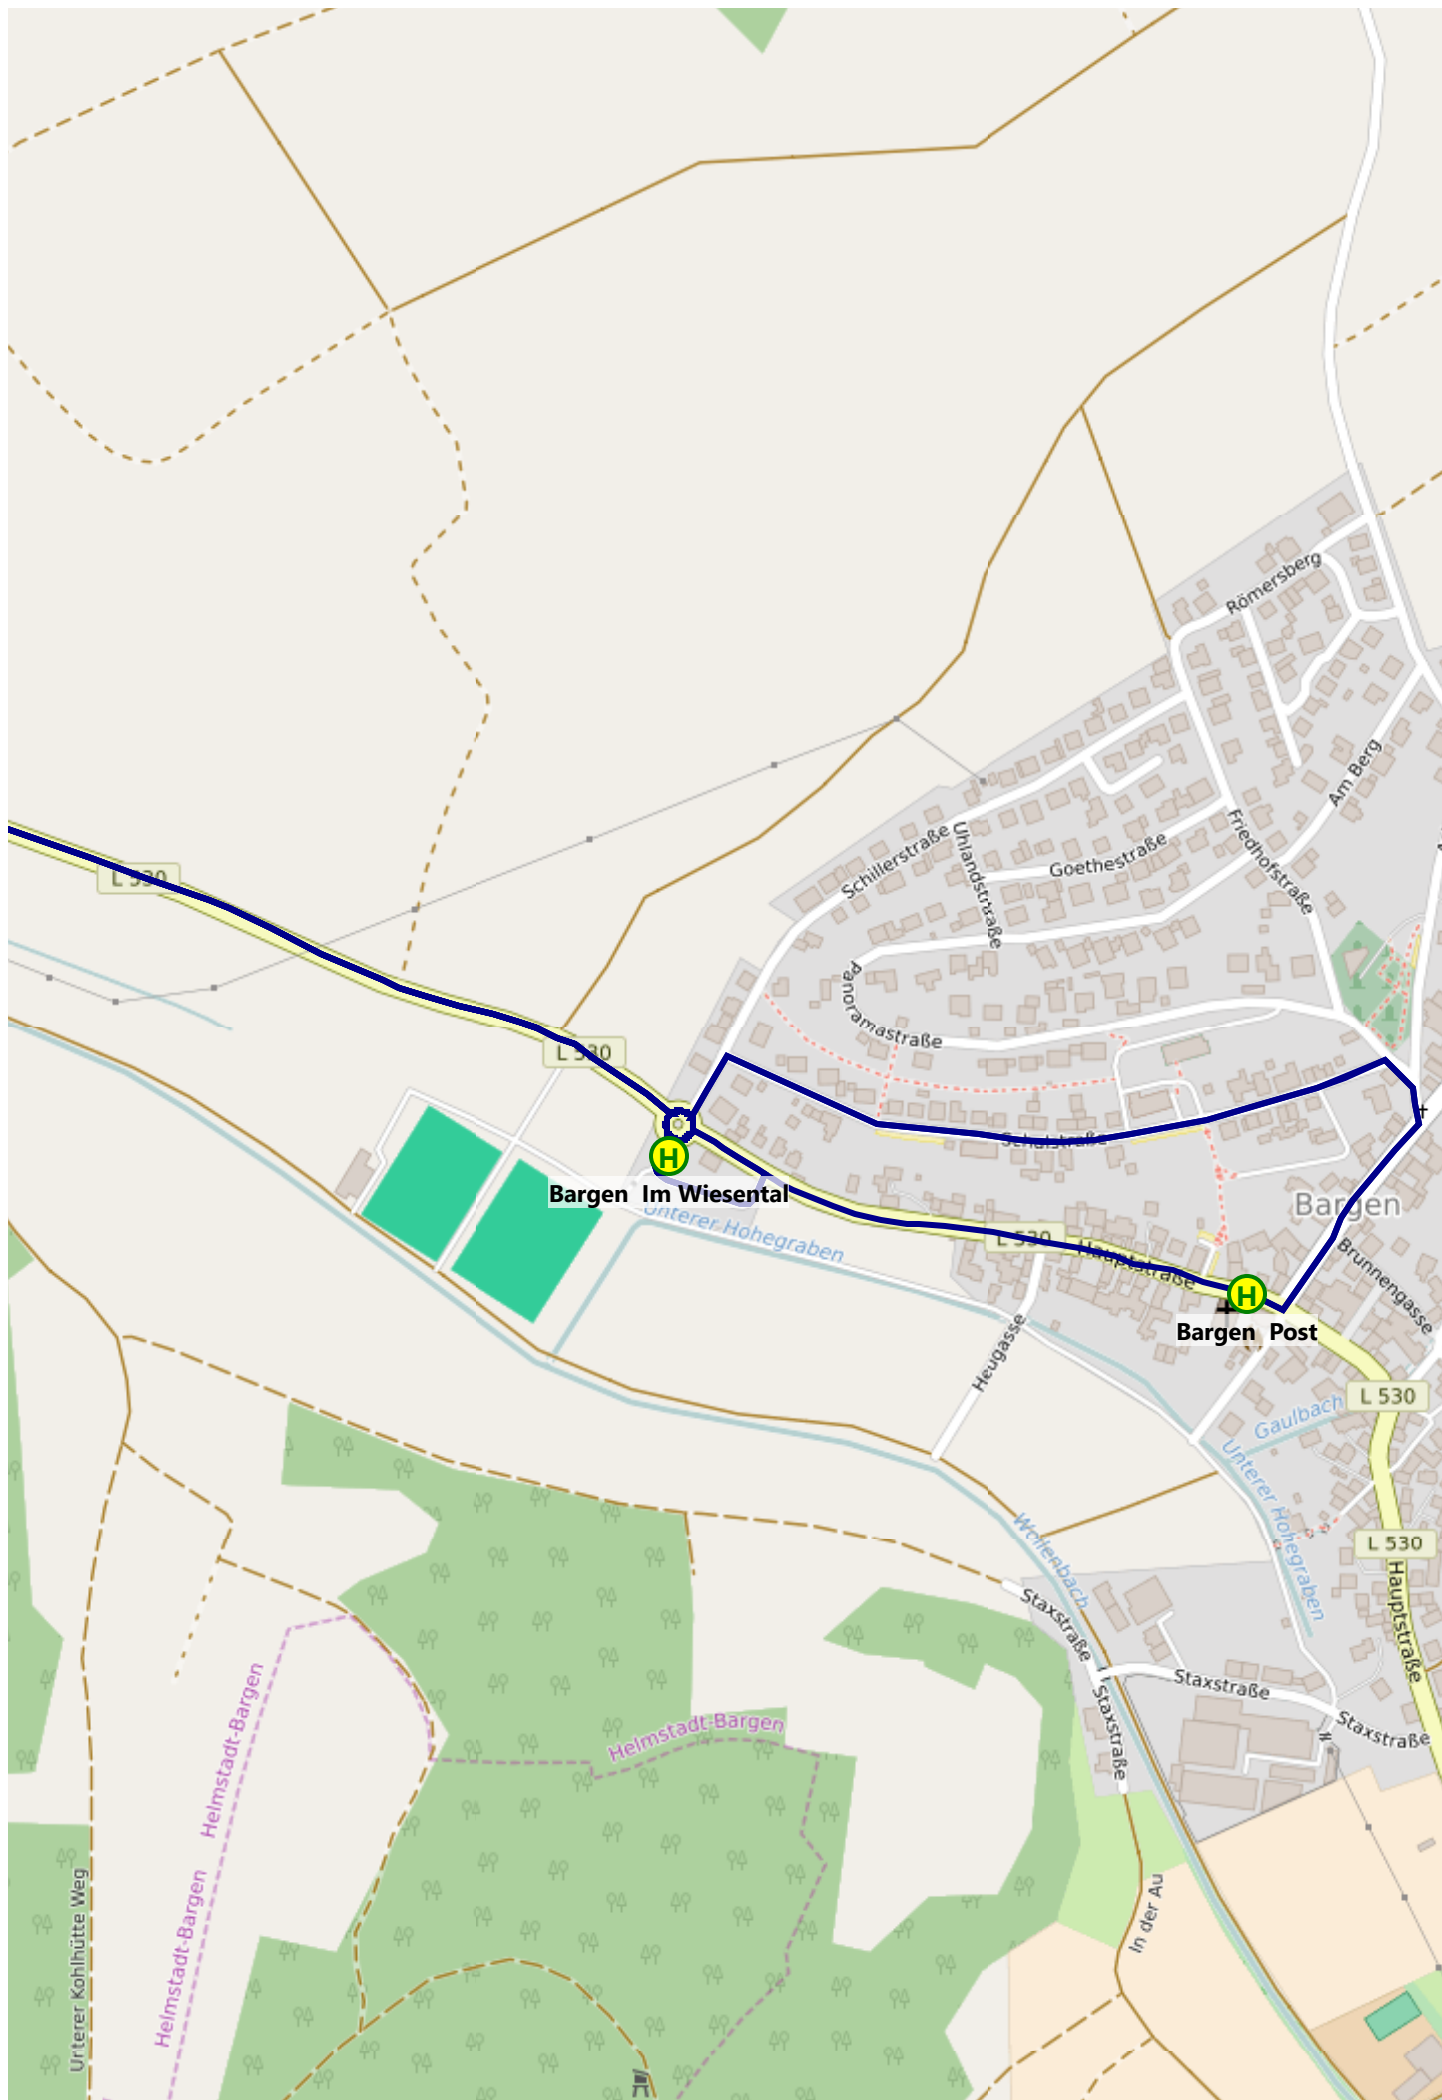 Römersberg
Am Berg
Schillerstraße
Uhlandstraße
Goethestraße
Friedhofstraße
L 530
Panoramastraße
L 530
Schulstraße
H
Bargen Im Wiesental
Unterer Hohegraben
Bargen
L 530
Hauptstraße
Brunnengasse
H
Bargen Post
Heugasse
L 530
Gaulbach
Unterer Hohegraben
Wollenbach
L 530
Hauptstraße
Staxstraße
Staxstraße
Staxstraße
Staxstraße
Helmstadt-Bargen
Helmstadt-Bargen
Helmstadt-Bargen
In der Au
Unterer Kohlhütte Weg